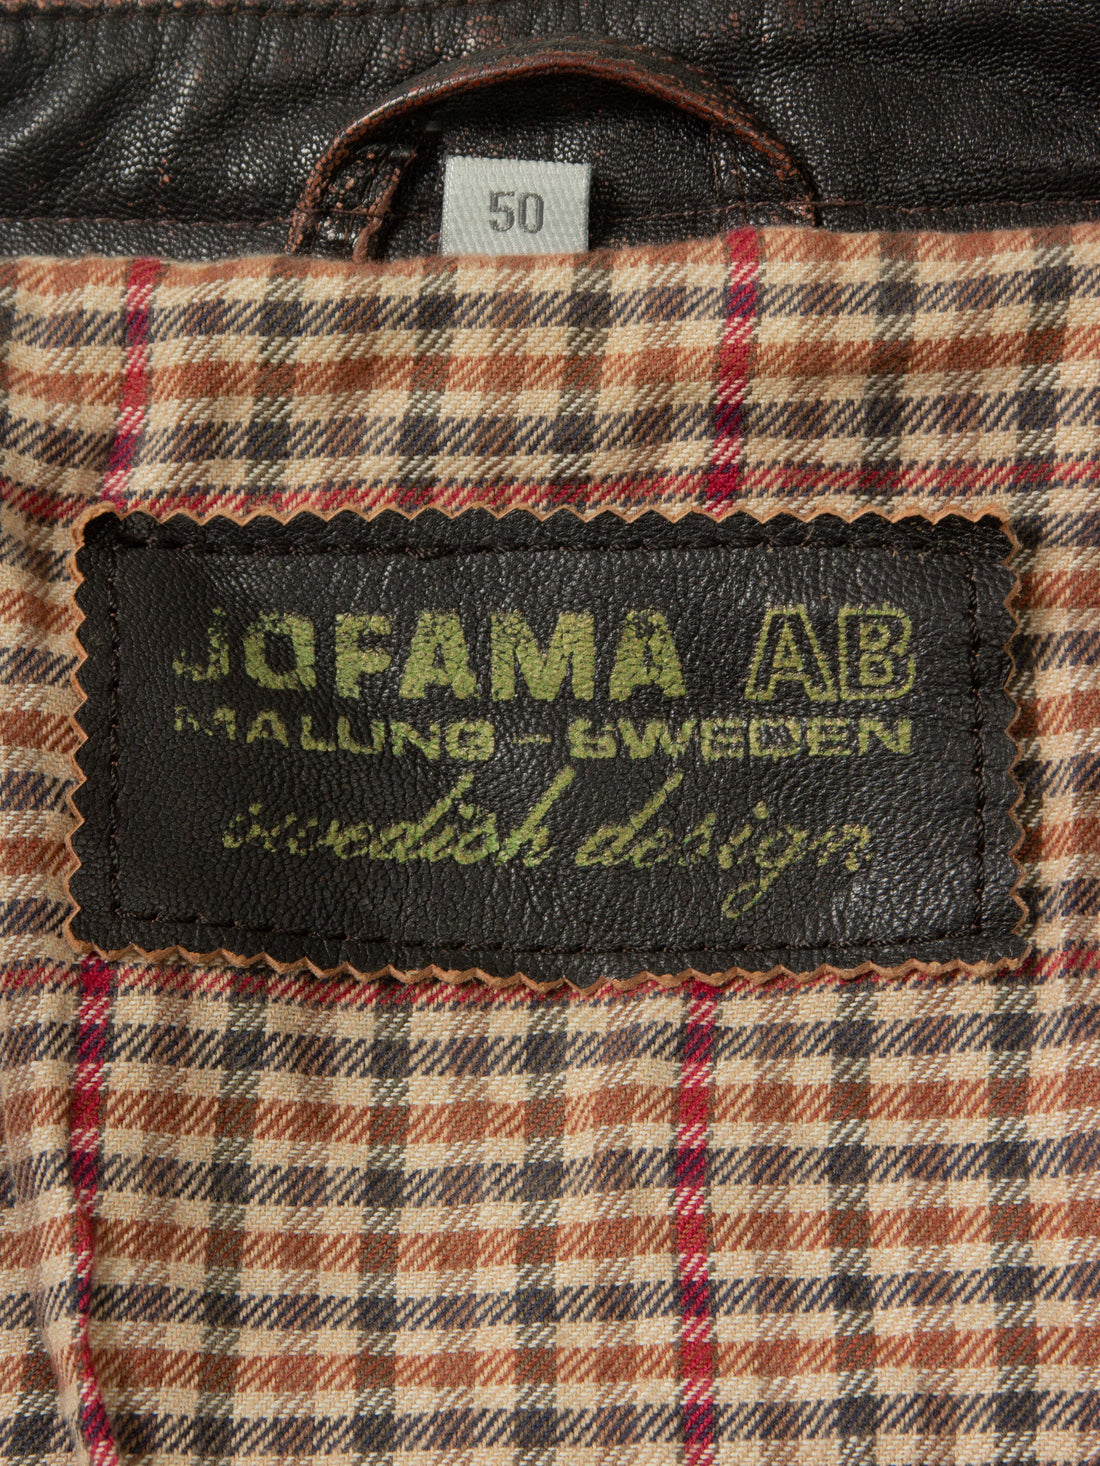 50
JOFAMA AB
MALUNG - SWEDEN
swedish design